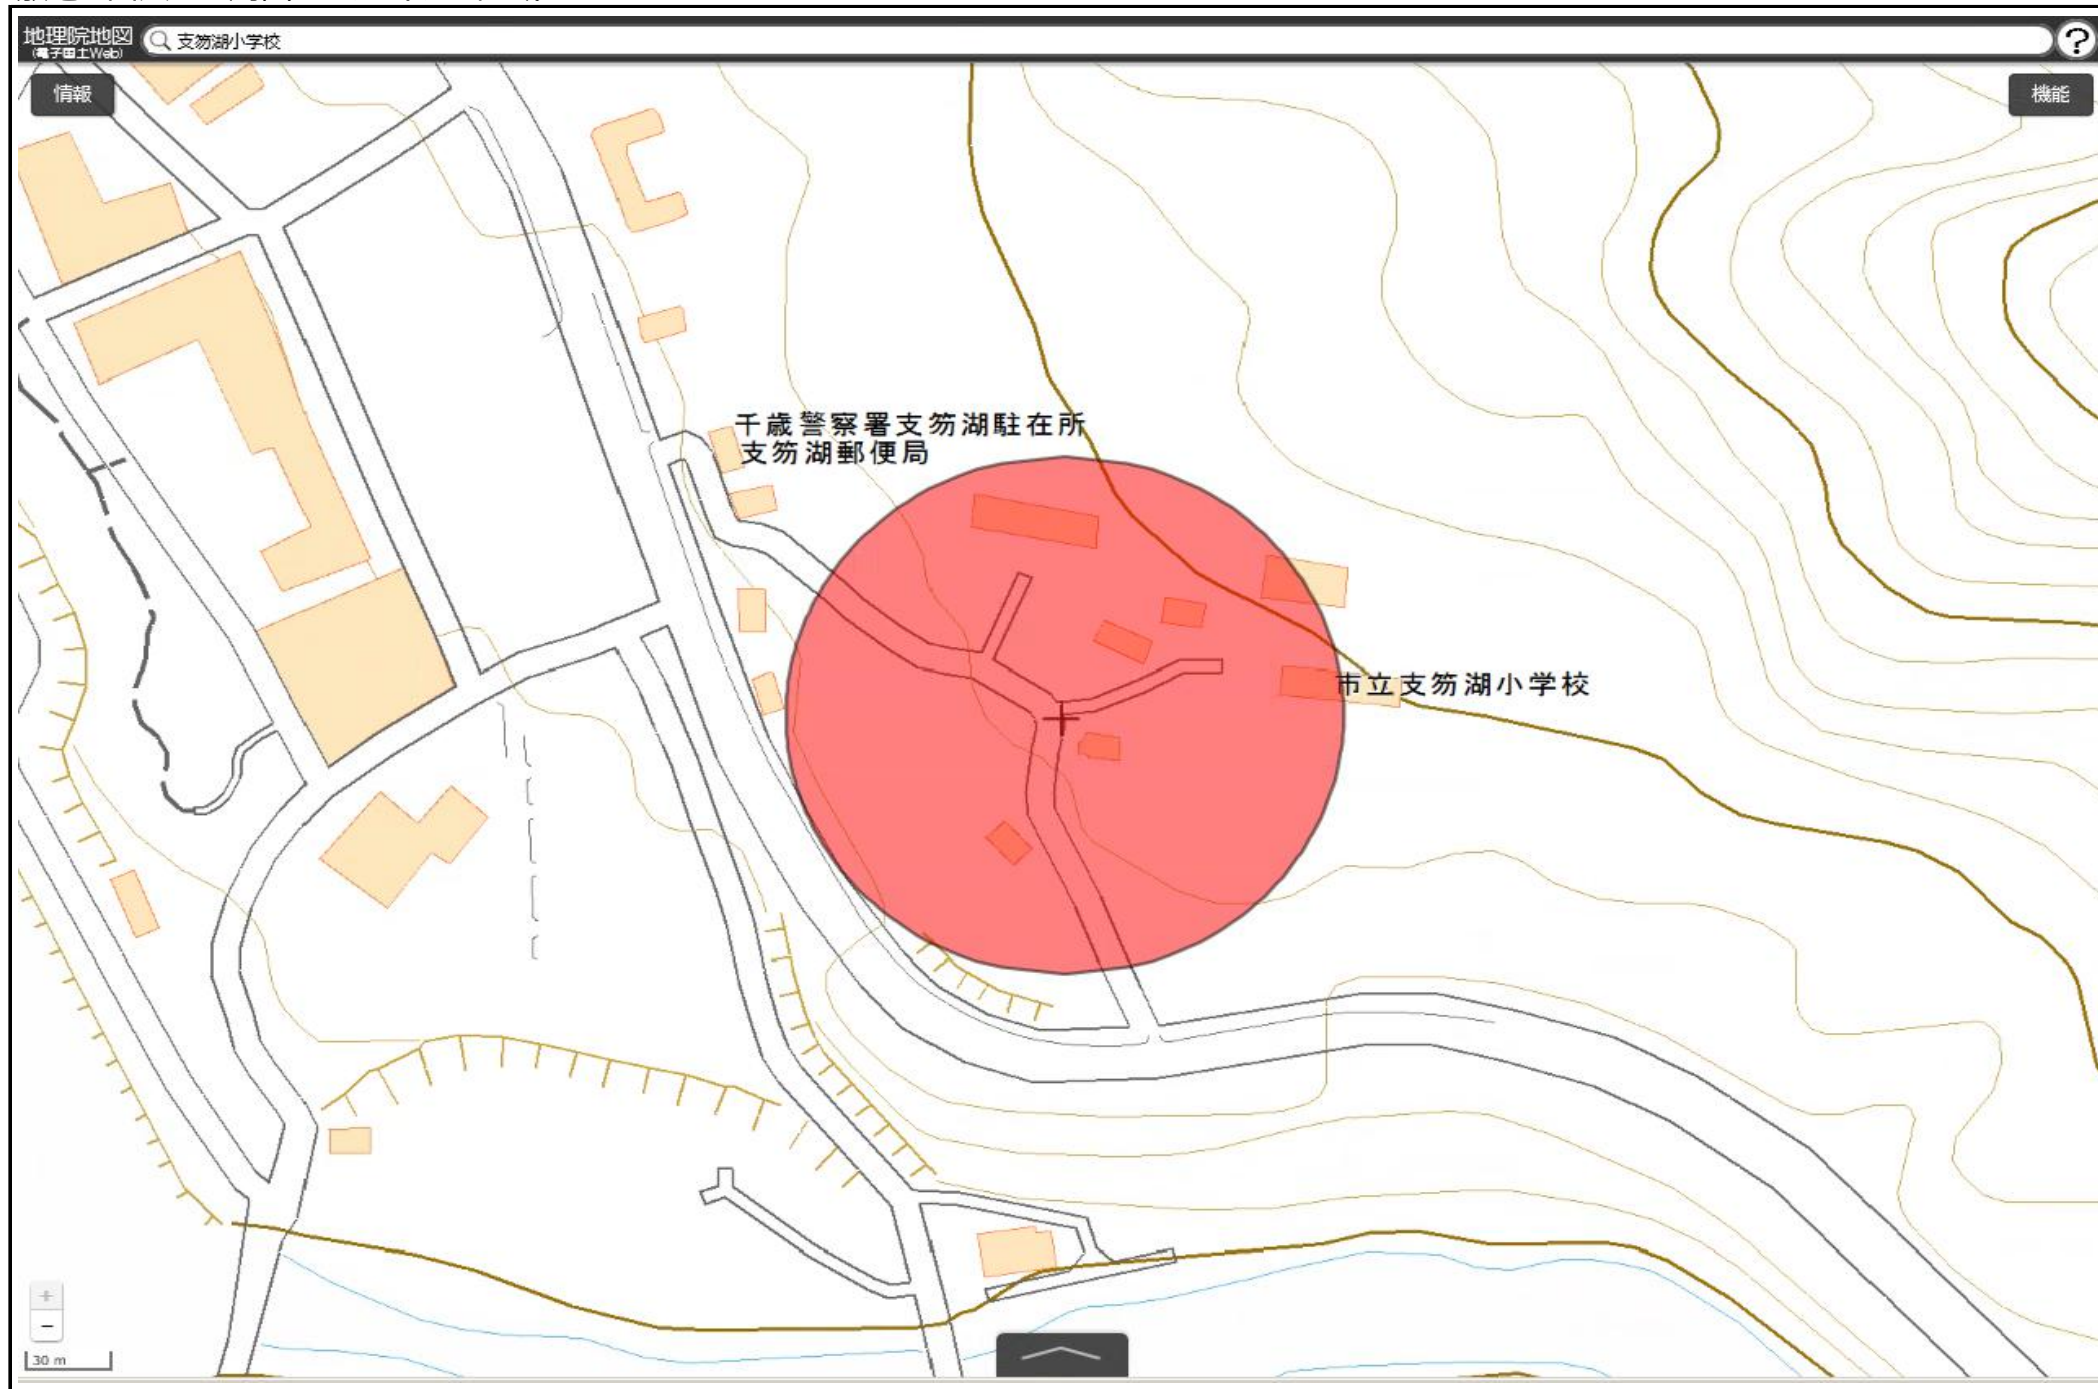 地理院地図
(電子国土Web)
支笏湖小学校
?
情報
機能
千歳警察署支笏湖駐在所
支笏湖郵便局
市立支笏湖小学校
+
−
30 m